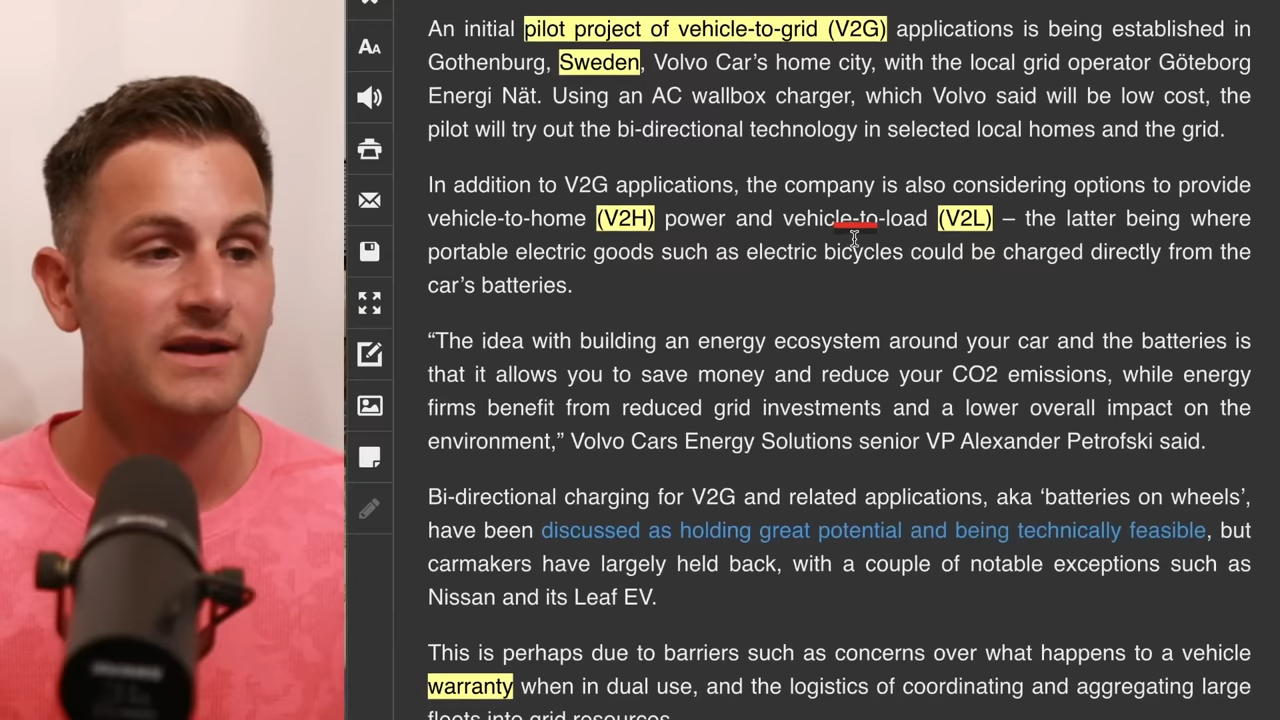 An initial pilot project of vehicle-to-grid (V2G) applications is being established in
Gothenburg, Sweden, Volvo Car’s home city, with the local grid operator Göteborg
Energi Nät. Using an AC wallbox charger, which Volvo said will be low cost, the
pilot will try out the bi-directional technology in selected local homes and the grid.
In addition to V2G applications, the company is also considering options to provide
vehicle-to-home (V2H) power and vehicle-to-load (V2L) – the latter being where
portable electric goods such as electric bicycles could be charged directly from the
car’s batteries.
“The idea with building an energy ecosystem around your car and the batteries is
that it allows you to save money and reduce your CO2 emissions, while energy
firms benefit from reduced grid investments and a lower overall impact on the
environment,” Volvo Cars Energy Solutions senior VP Alexander Petrofski said.
Bi-directional charging for V2G and related applications, aka ‘batteries on wheels’,
have been discussed as holding great potential and being technically feasible, but
carmakers have largely held back, with a couple of notable exceptions such as
Nissan and its Leaf EV.
This is perhaps due to barriers such as concerns over what happens to a vehicle
warranty when in dual use, and the logistics of coordinating and aggregating large
fleets into grid resources.